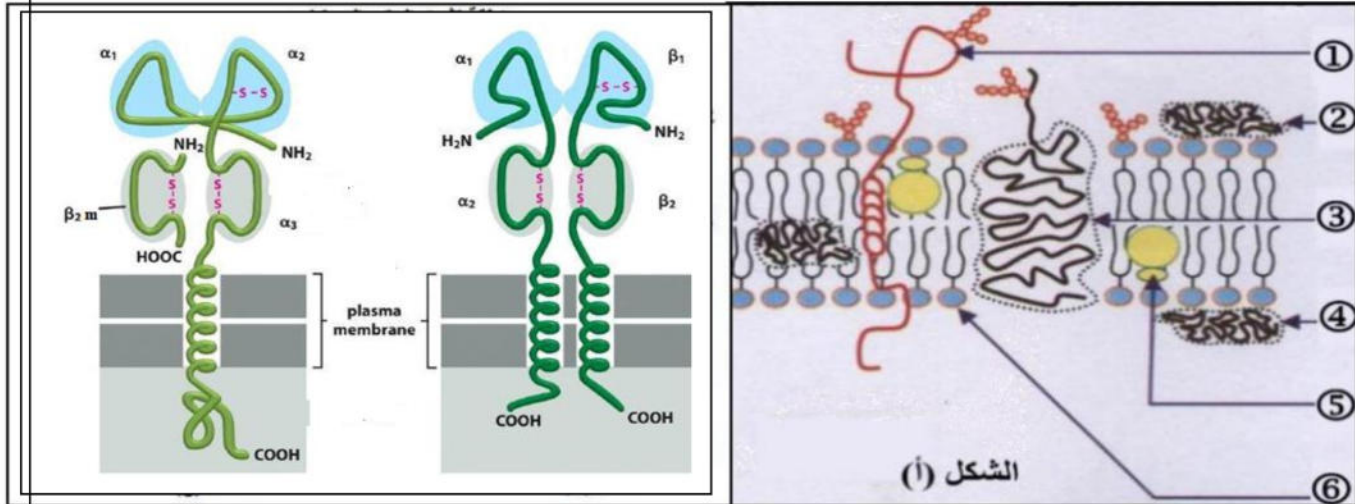 α1
α2
S-S
NH2
NH2
S
S
S
S
β2 m
α3
HOOC
COOH
plasma
membrane
α1
β1
S-S
H2N
NH2
S
S
S
S
α2
β2
COOH
COOH
①
②
③
④
⑤
⑥
الشكل (أ)